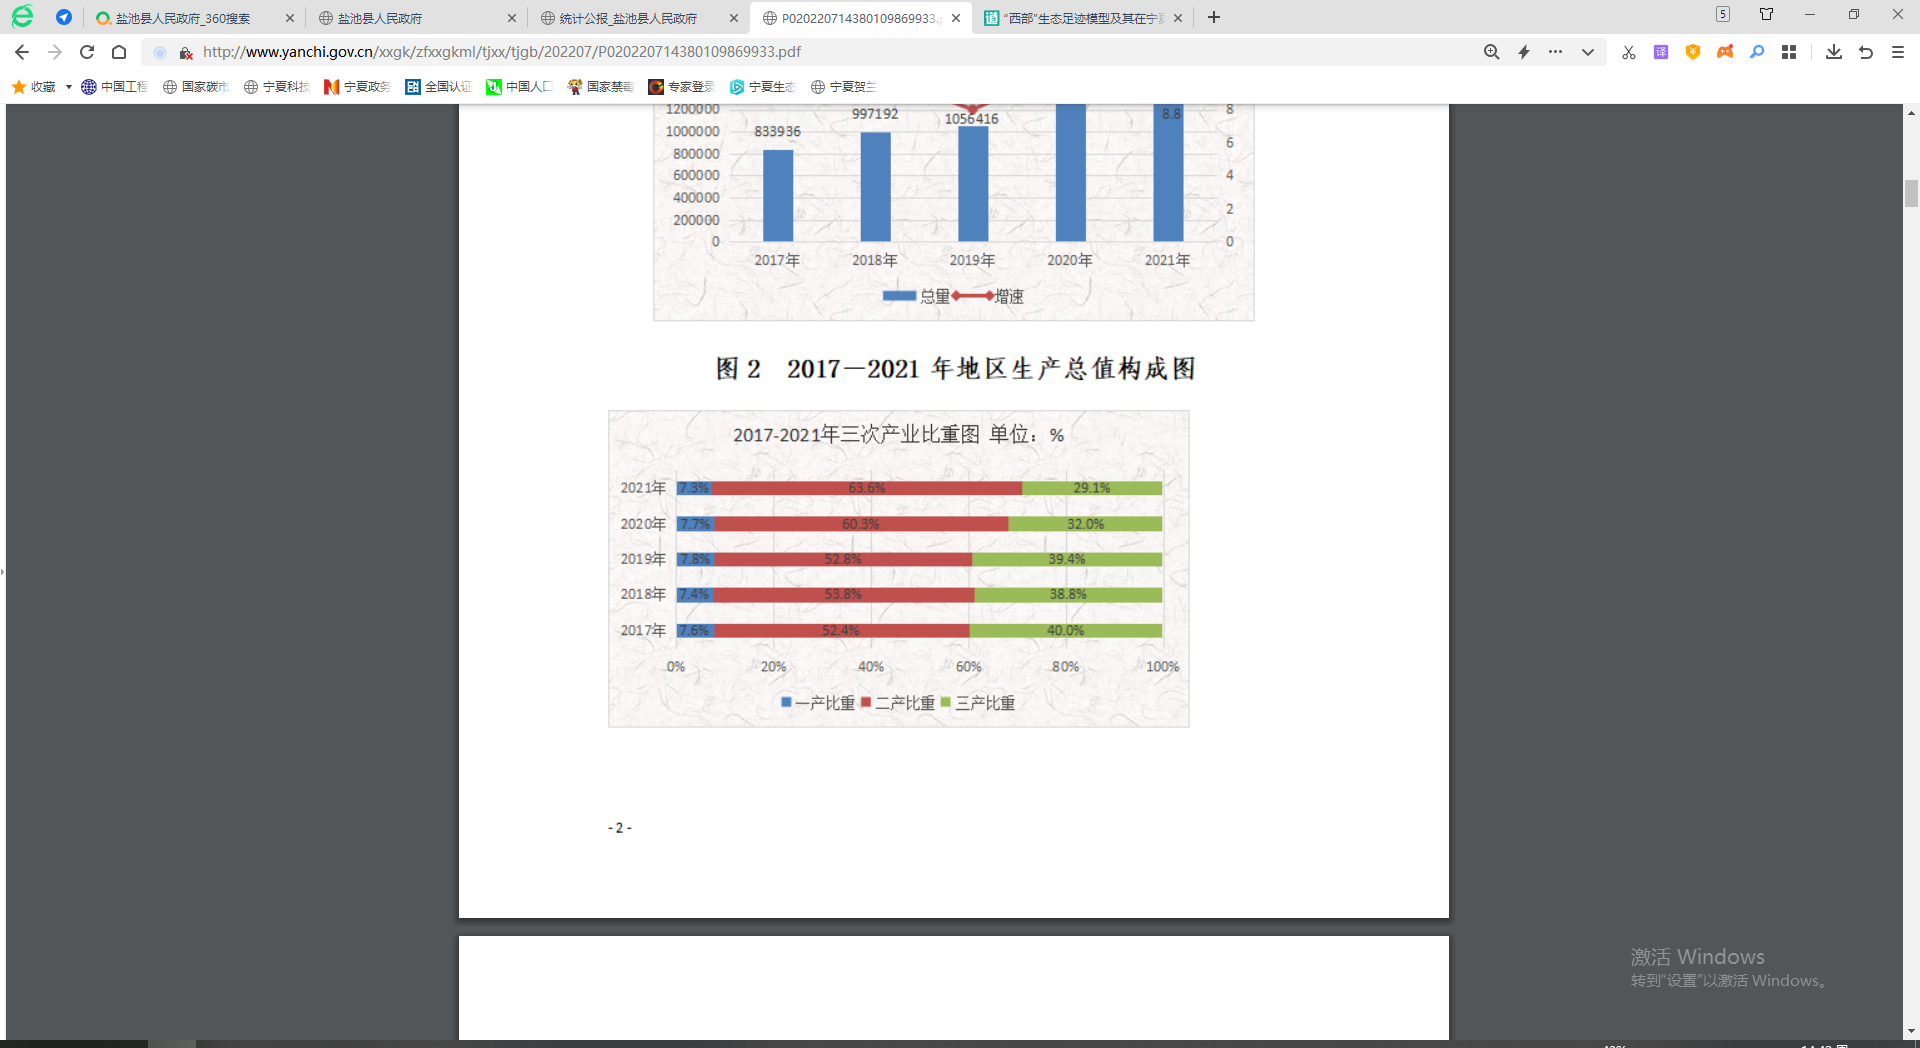 盐池县人民政府_360搜索
盐池县人民政府
统计公报_盐池县人民政府
P020220714380109869933.
"西部"生态足迹模型及其在宁
5
http://www.yanchi.gov.cn/xxgk/zfxxgkml/tjxx/tjgb/202207/P020220714380109869933.pdf
译
收藏
中国工程
国家碳市
宁夏科技
宁夏政务
全国认证
中国人口
国家禁毒
专家登录
宁夏生态
宁夏贺兰
1200000
1000000
800000
600000
400000
200000
0
833936
997192
1056416
8.8
8
6
4
2
0
2017年
2018年
2019年
2020年
2021年
总量
增速
图 2 2017—2021 年地区生产总值构成图
2017-2021年三次产业比重图 单位：%
2021年 7.3% 63.6% 29.1%
2020年 7.7% 60.3% 32.0%
2019年 7.8% 52.8% 39.4%
2018年 7.4% 53.8% 38.8%
2017年 7.6% 52.4% 40.0%
0% 20% 40% 60% 80% 100%
一产比重 二产比重 三产比重
- 2 -
激活 Windows
转到"设置"以激活 Windows。